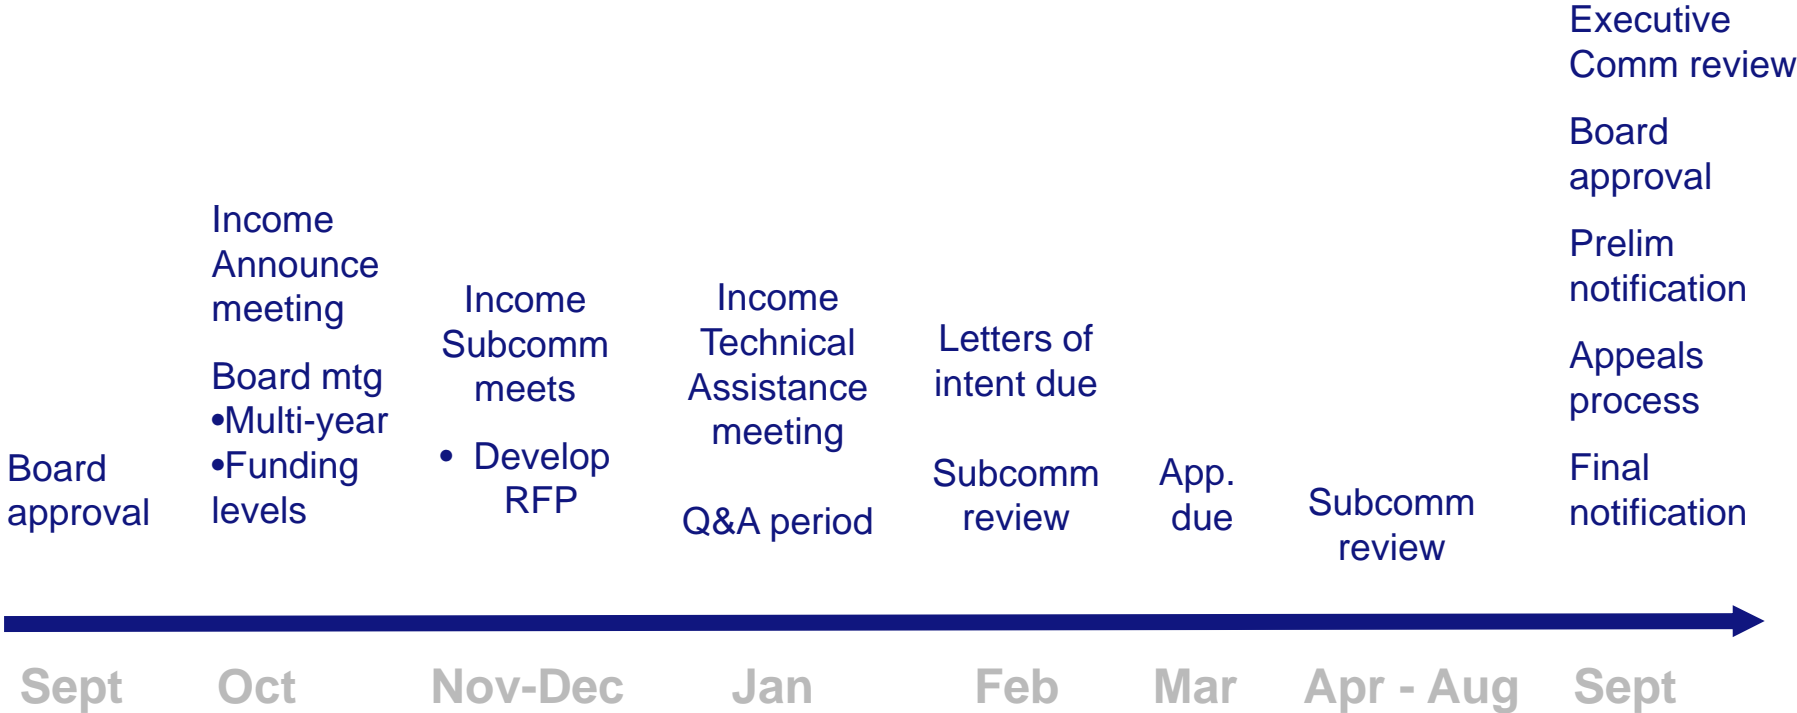 Board
approval
Income
Announce
meeting
Board mtg
•Multi-year
•Funding
levels
Income
Subcomm
meets
• Develop
RFP
Income
Technical
Assistance
meeting
Q&A period
Letters of
intent due
Subcomm
review
App.
due
Subcomm
review
Executive
Comm review
Board
approval
Prelim
notification
Appeals
process
Final
notification
Sept Oct Nov-Dec Jan Feb Mar Apr - Aug Sept